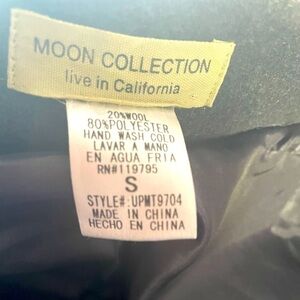 MOON COLLECTION
live in California
20%WOOL
80%POLYESTER
HAND WASH COLD
LAVAR A MANO
EN AGUA FRIA
RN#119795
S
STYLE#:UPMT9704
MADE IN CHINA
HECHO EN CHINA